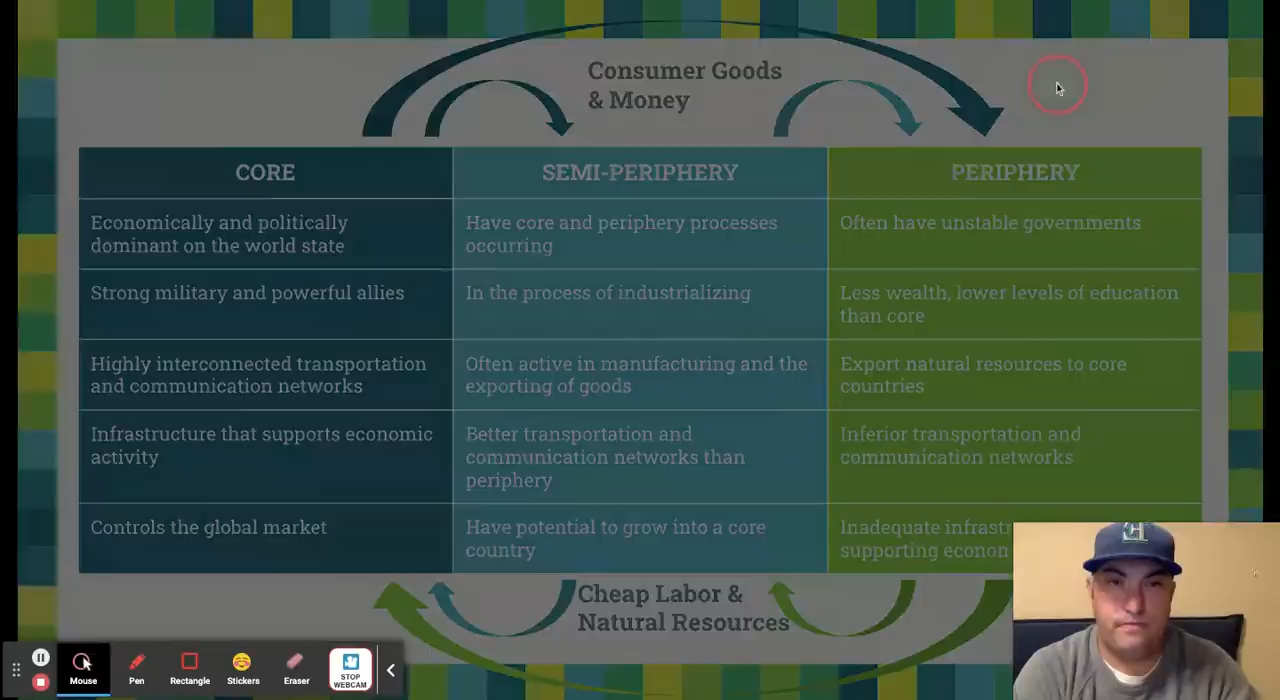 Consumer Goods
& Money
CORE
SEMI-PERIPHERY
PERIPHERY
Economically and politically
dominant on the world state
Have core and periphery processes
occurring
Often have unstable governments
Strong military and powerful allies
In the process of industrializing
Less wealth, lower levels of education
than core
Highly interconnected transportation
and communication networks
Often active in manufacturing and the
exporting of goods
Export natural resources to core
countries
Infrastructure that supports economic
activity
Better transportation and
communication networks than
periphery
Inferior transportation and
communication networks
Controls the global market
Have potential to grow into a core
country
Inadequate
supporting
Cheap Labor &
Natural Resources
Mouse
Pen
Rectangle
Stickers
Eraser
STOP
WEBCAM